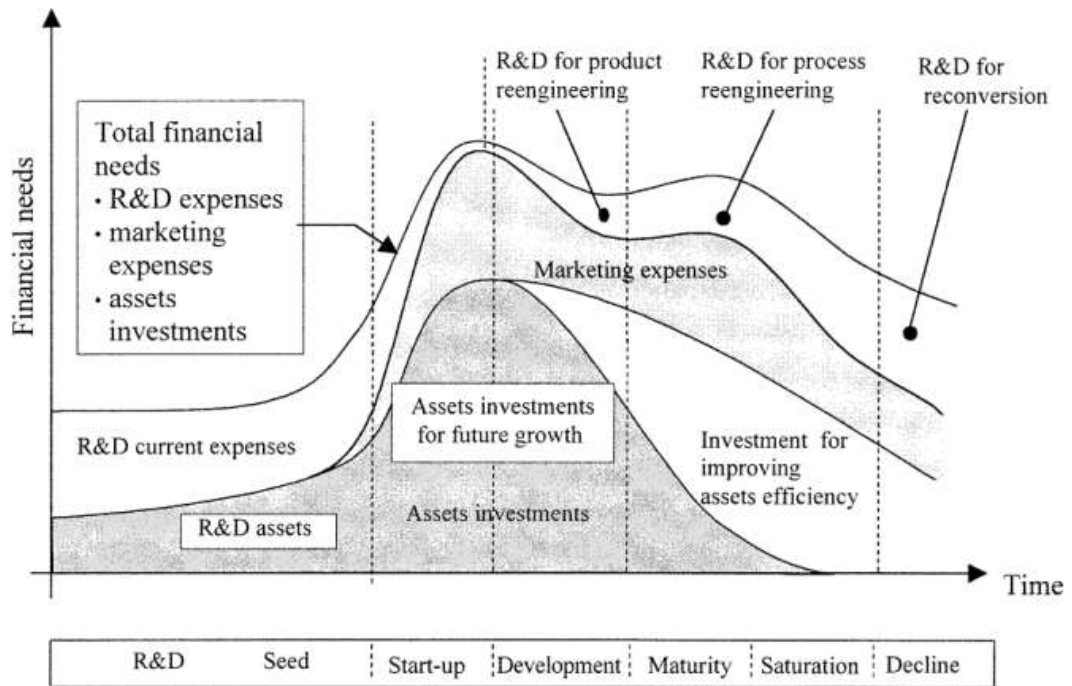 R&D for product
reengineering
R&D for process
reengineering
R&D for
reconversion
Total financial
needs
• R&D expenses
• marketing
expenses
• assets
investments
Financial needs
Marketing expenses
Assets investments
for future growth
R&D current expenses
Investment for
improving
assets efficiency
R&D assets
Assets investments
Time
R&D Seed Start-up Development Maturity Saturation Decline